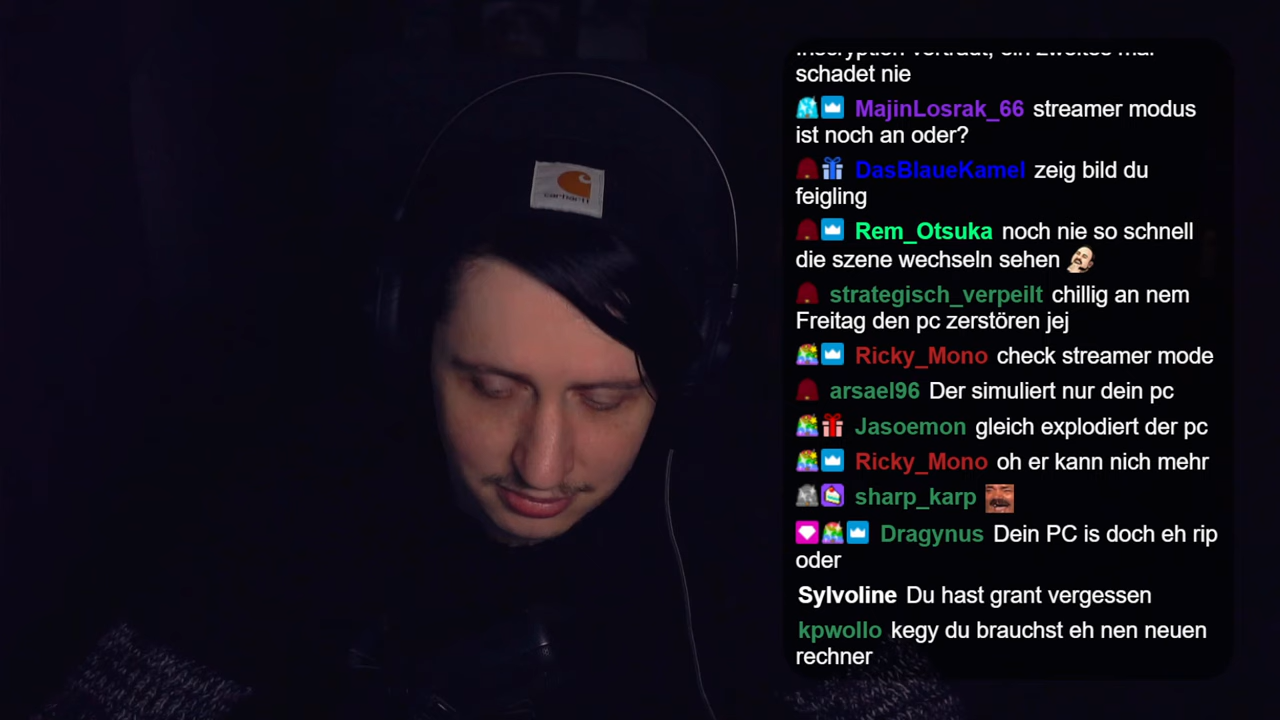 schadet nie
MajinLosrak_66 streamer modus
ist noch an oder?
DasBlaueKamel zeig bild du
feigling
Rem_Otsuka noch nie so schnell
die szene wechseln sehen
strategisch_verpeilt chillig an nem
Freitag den pc zerstören jej
Ricky_Mono check streamer mode
arsael96 Der simuliert nur dein pc
Jasoemon gleich explodiert der pc
Ricky_Mono oh er kann nich mehr
sharp_karp
Dragynus Dein PC is doch eh rip
oder
Sylvoline Du hast grant vergessen
kpwollo kegy du brauchst eh nen neuen
rechner
carhartt